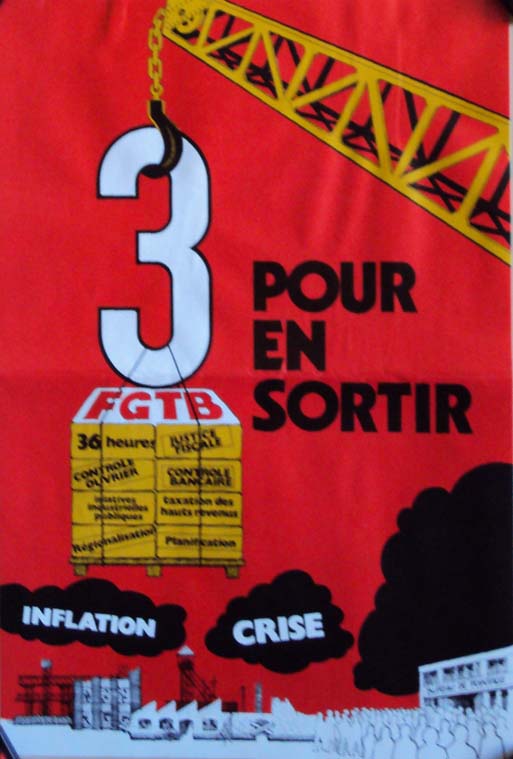 3
POUR
EN
SORTIR
FGTB
36 heures
JUSTICE
FISCALE
CONTROLE
OUVRIER
CONTROLE
BANCAIRE
initiatives
industrielles
publiques
taxation des
hauts revenus
Régionalisation
Planification
INFLATION
CRISE